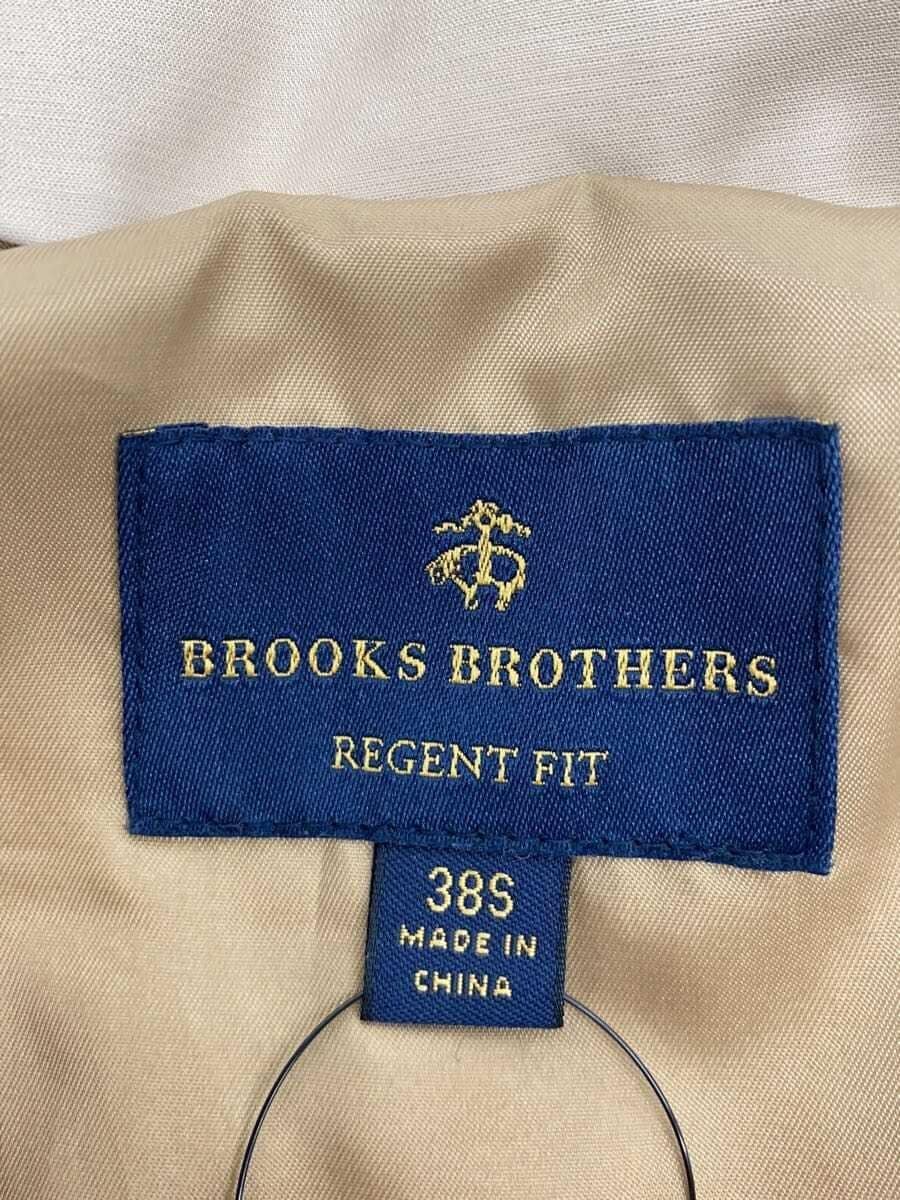 BROOKS BROTHERS
REGENT FIT
38S
MADE IN
CHINA